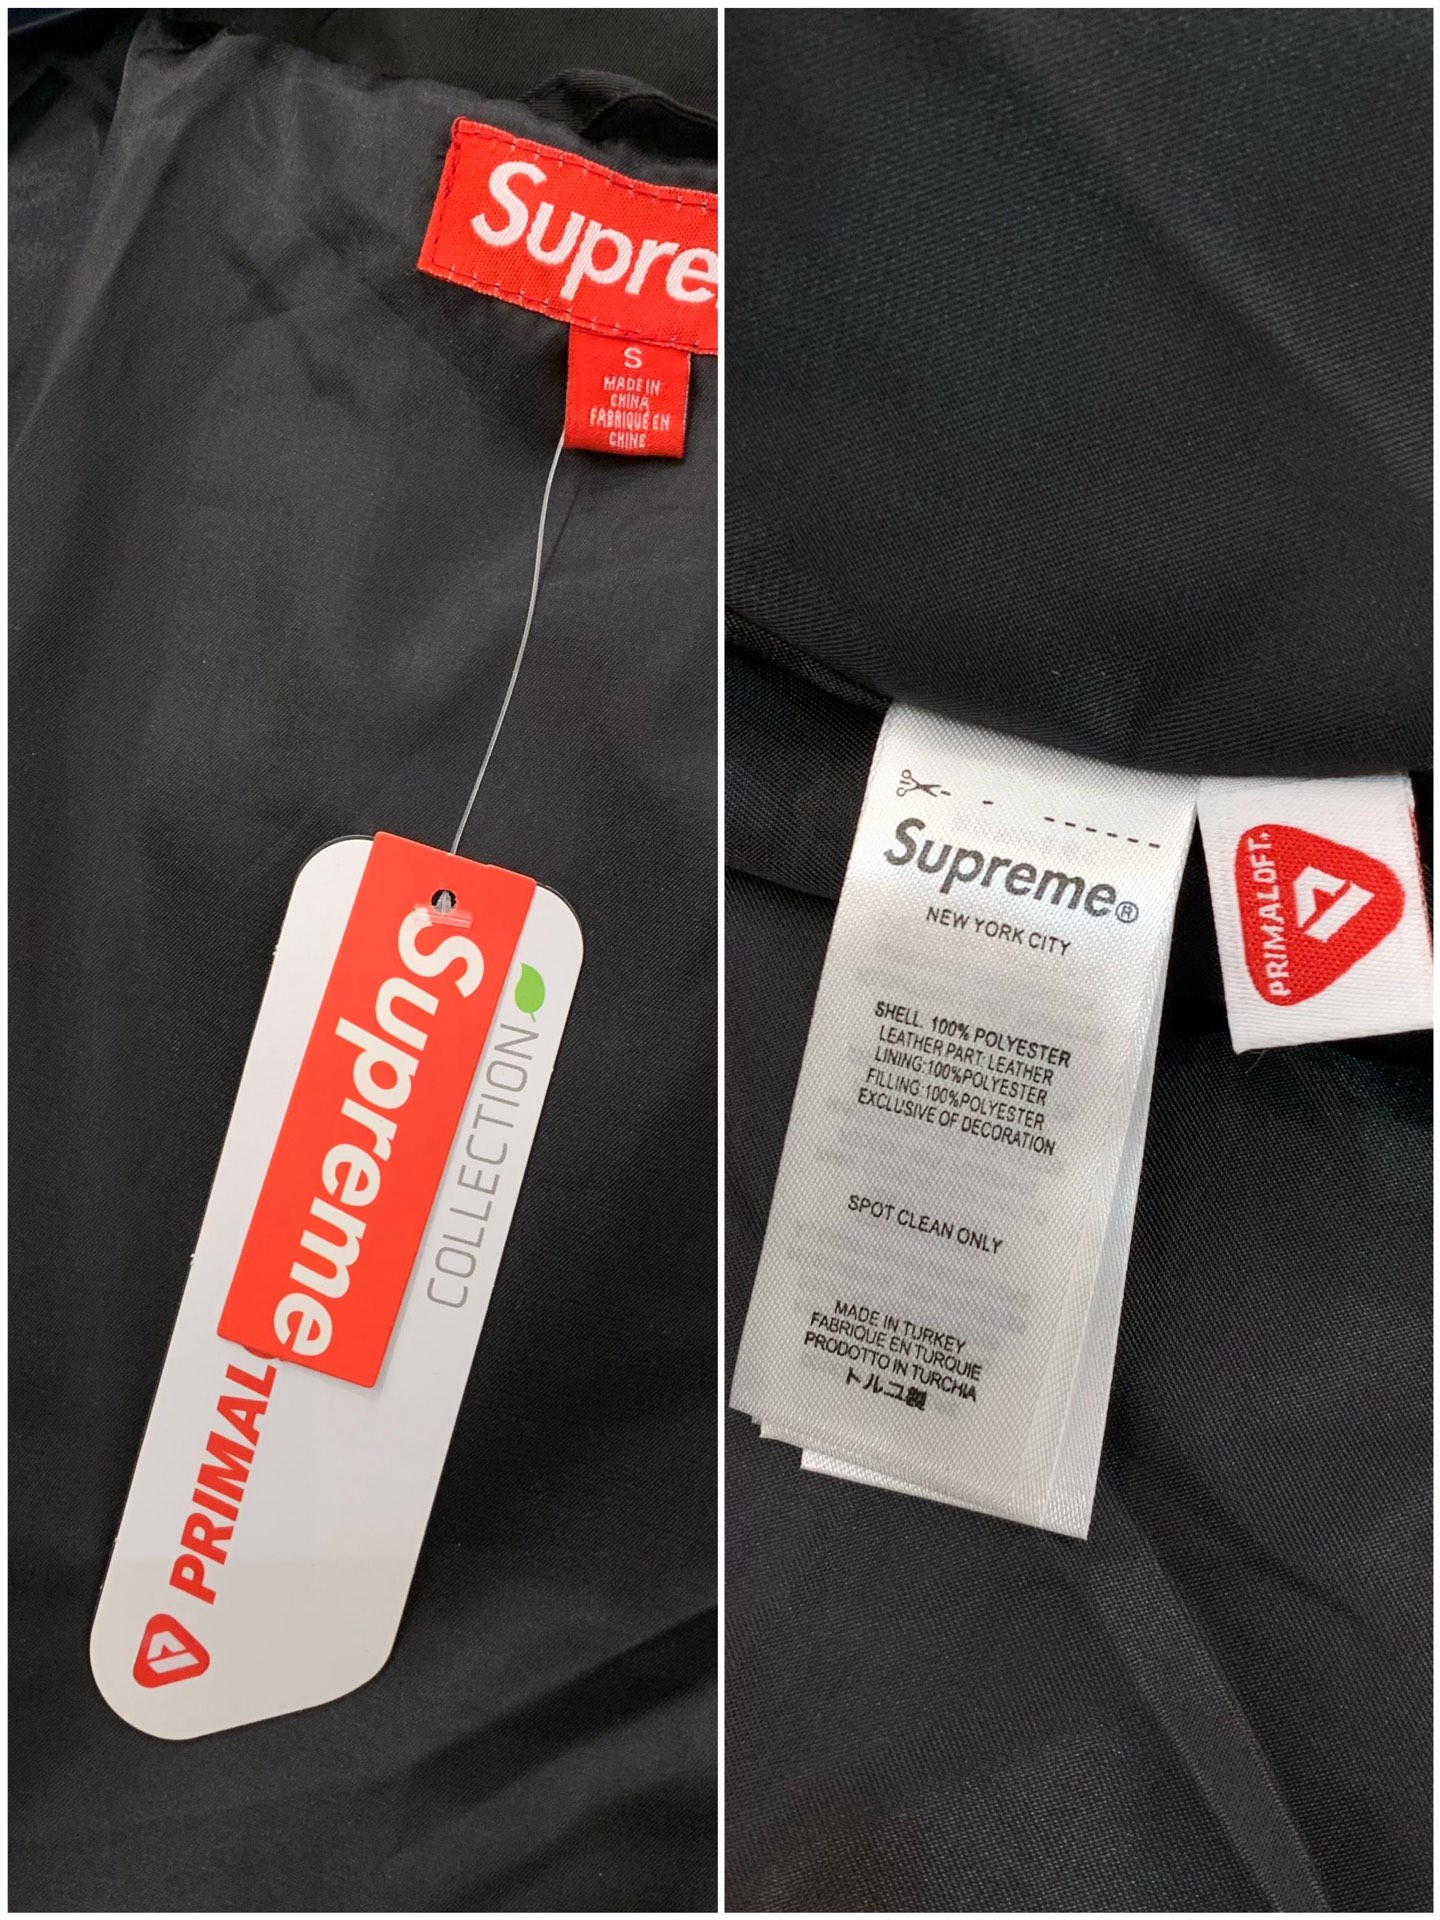 Supre
S
MADE IN
CHINA
FABRIQUÉ EN
CHINE
Supreme
COLLECTION
PRIMAL
Supreme®
NEW YORK CITY
SHELL. 100% POLYESTER
LEATHER PART: LEATHER
LINING:100%POLYESTER
FILLING:100%POLYESTER
EXCLUSIVE OF DECORATION
SPOT CLEAN ONLY
MADE IN TURKEY
FABRIQUE EN TURQUIE
PRODOTTO IN TURCHIA
トルコ製
PRIMALOFT